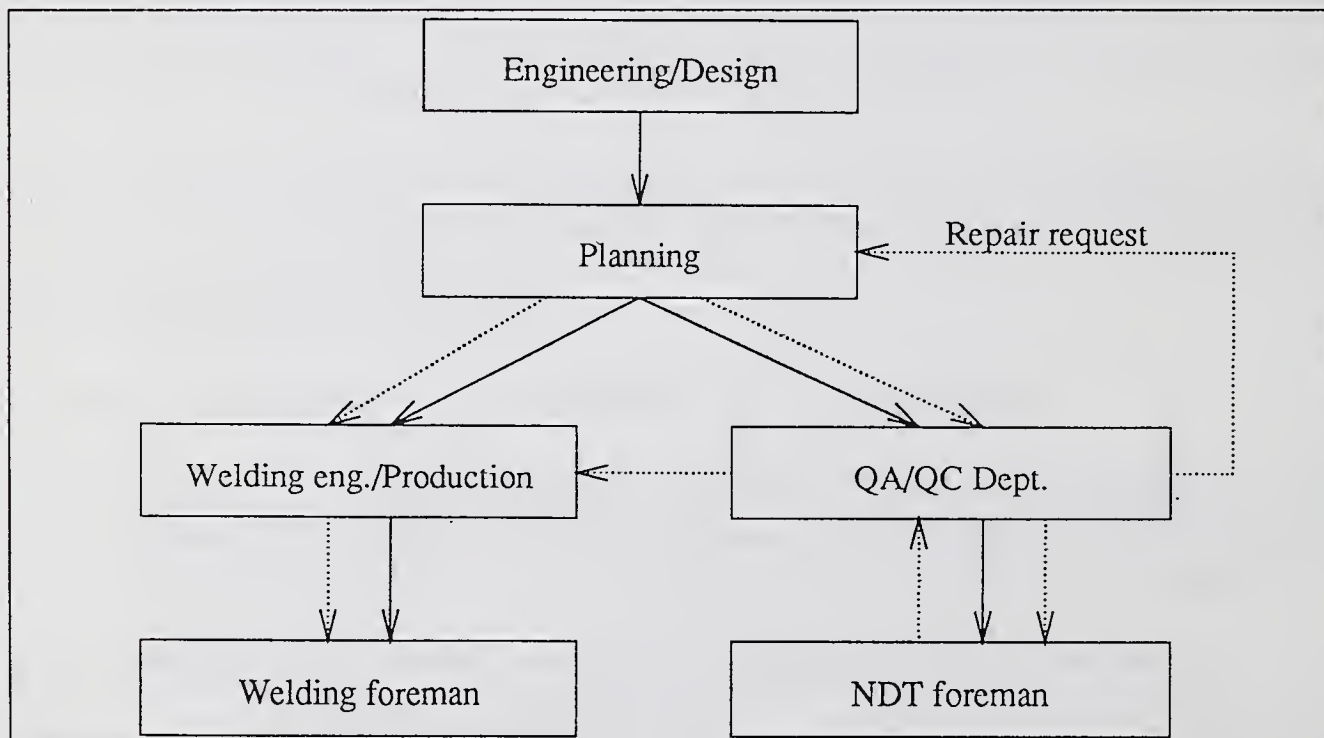 Engineering/Design
Planning
Repair request
Welding eng./Production
QA/QC Dept.
Welding foreman
NDT foreman